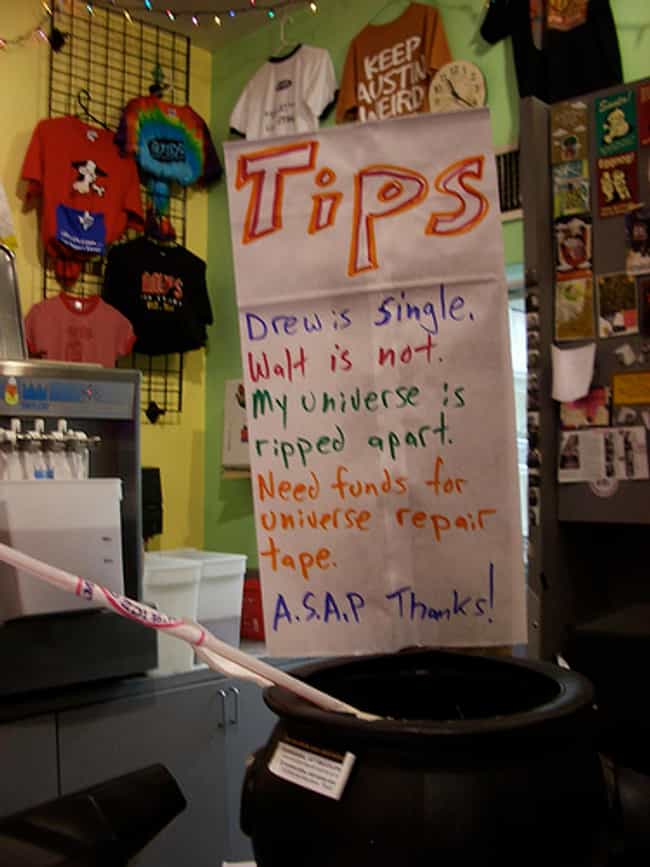 KEEP
AUSTIN
WEIRD
TiPS
Drew is single.
Walt is not.
My universe is
ripped apart.
Need funds for
universe repair
tape.
A.S.A.P Thanks!